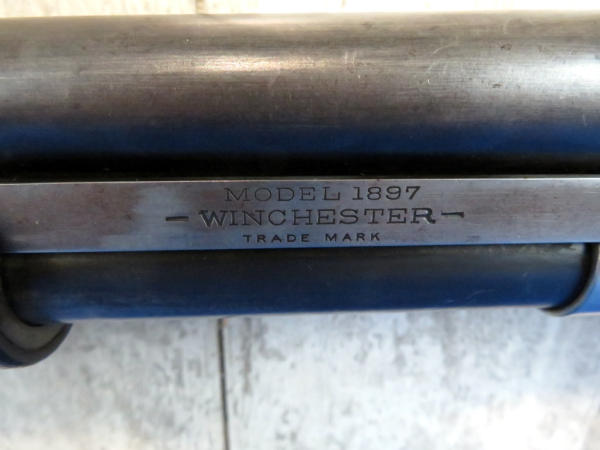 MODEL 1897
- WINCHESTER -
TRADE MARK